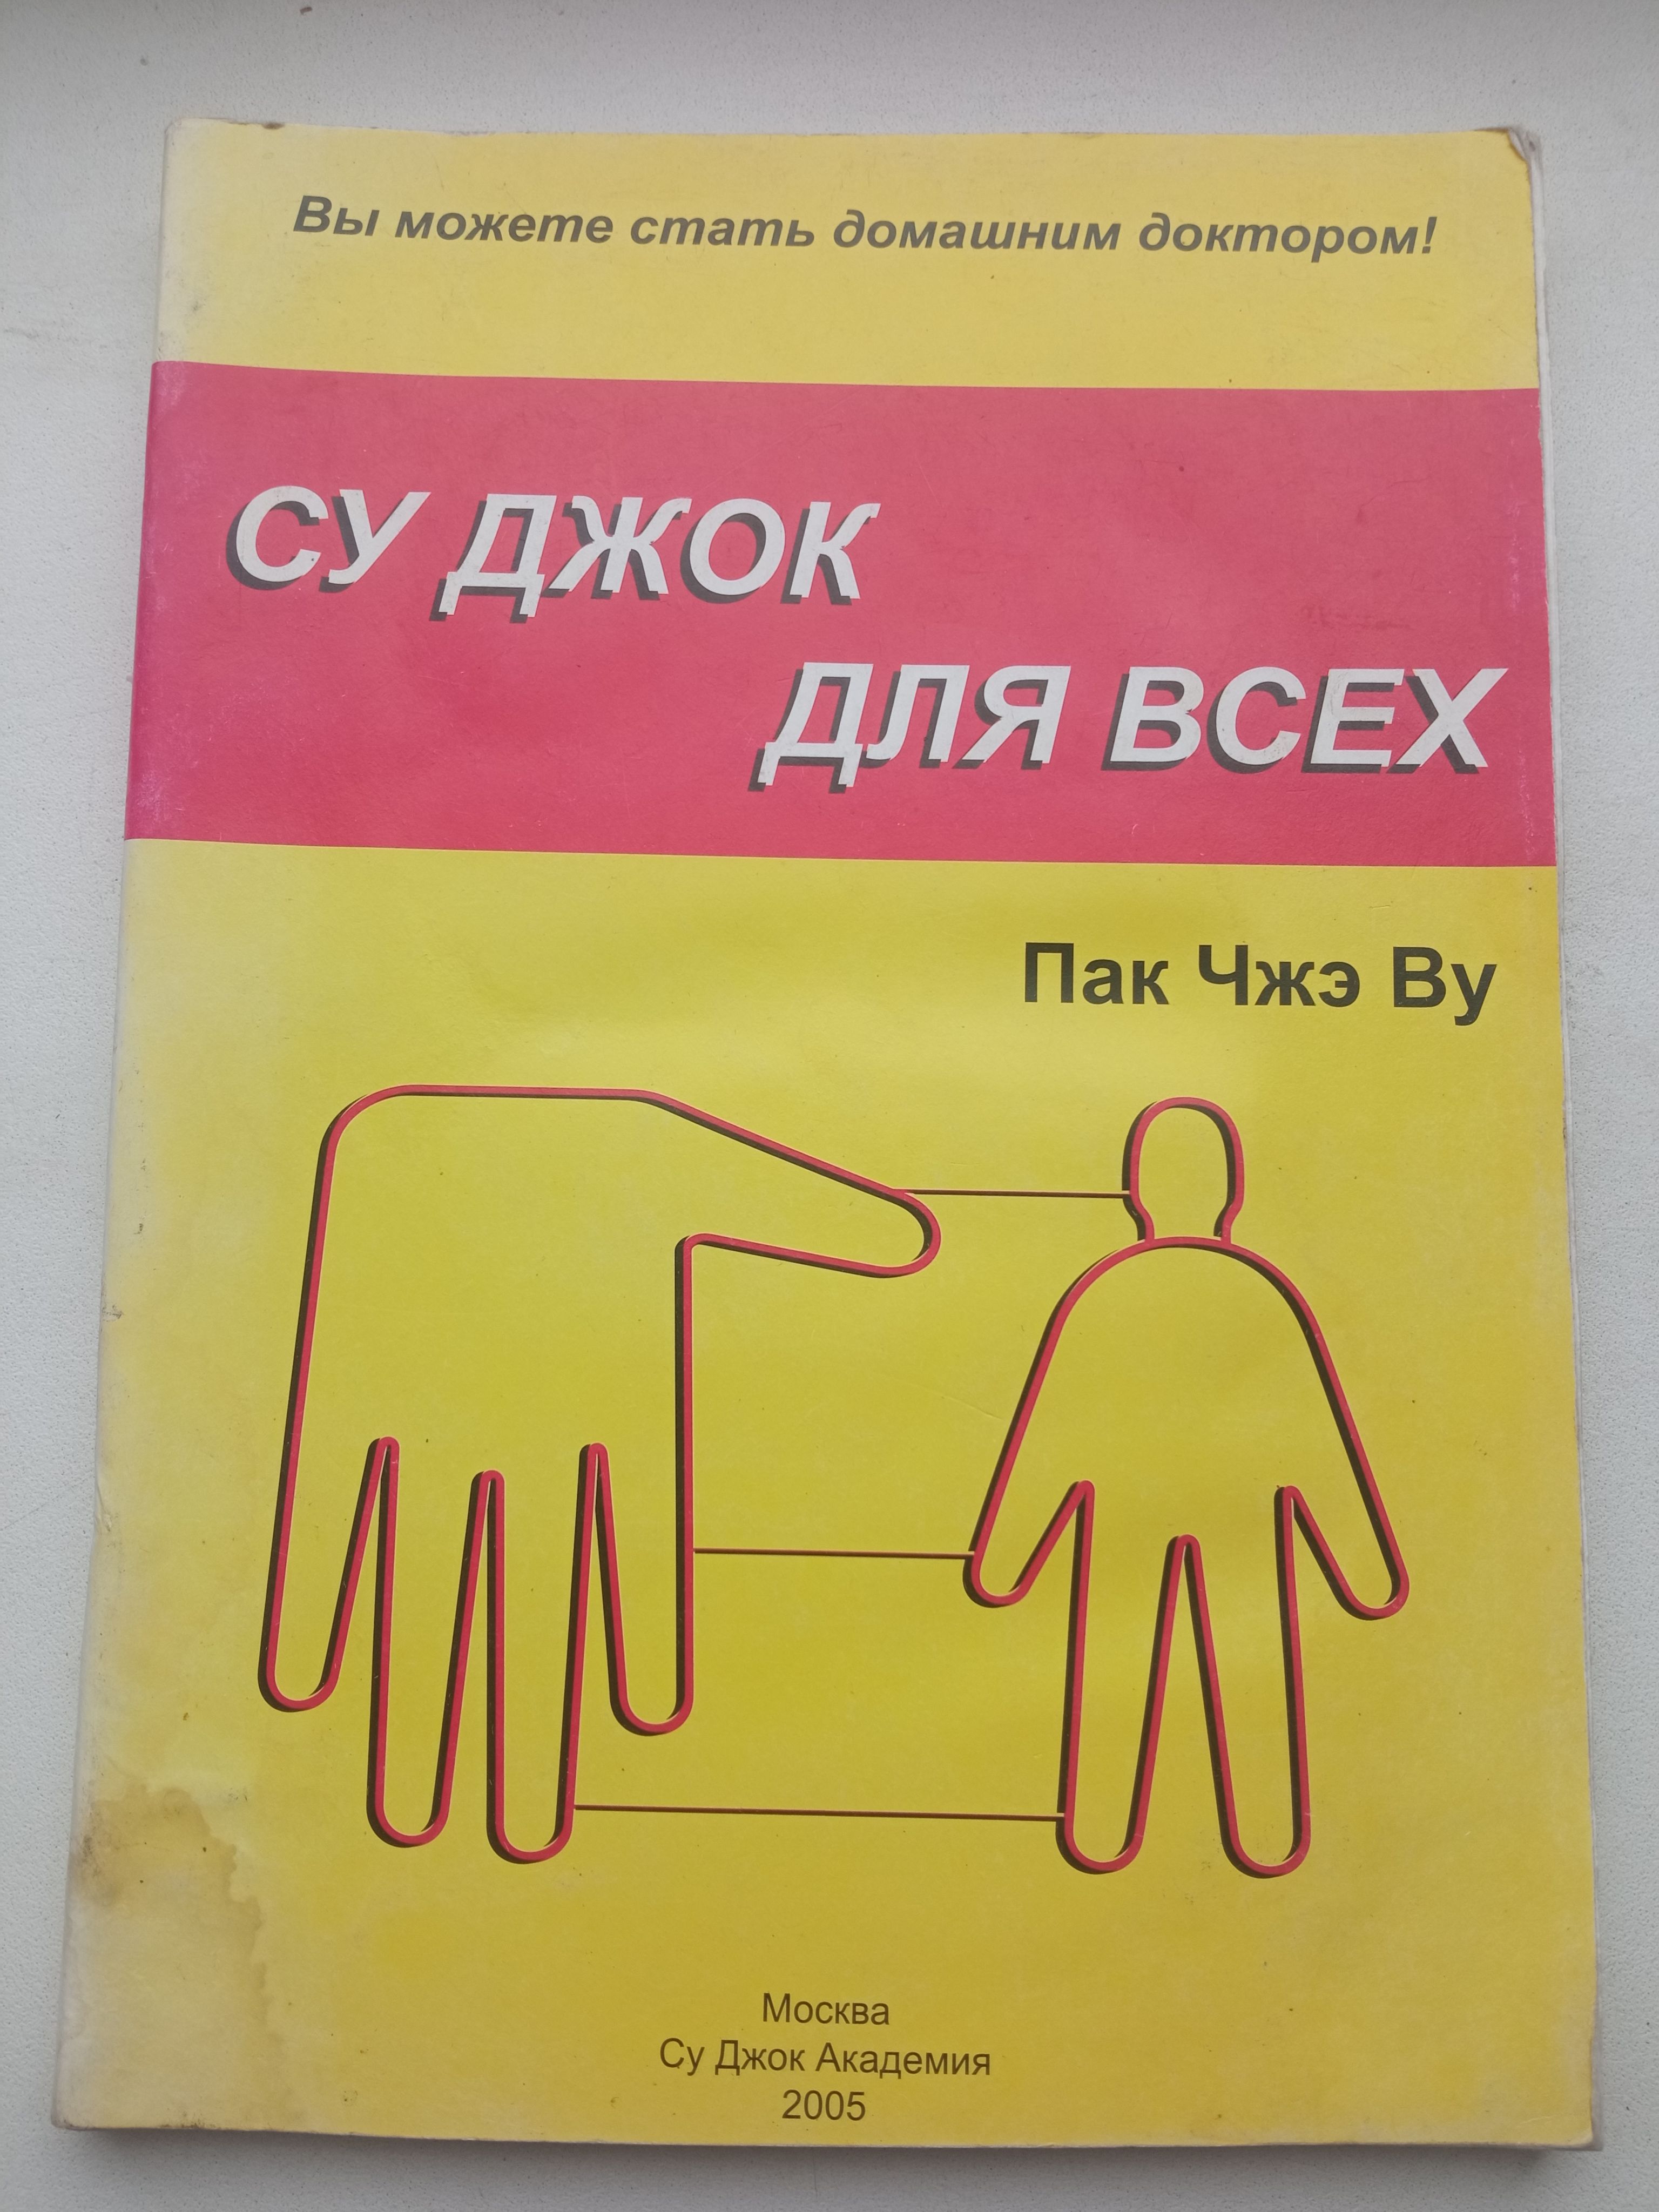 Вы можете стать домашним доктором!
СУ ДЖОК
ДЛЯ ВСЕХ
Пак Чжэ Ву
Москва
Су Джок Академия
2005